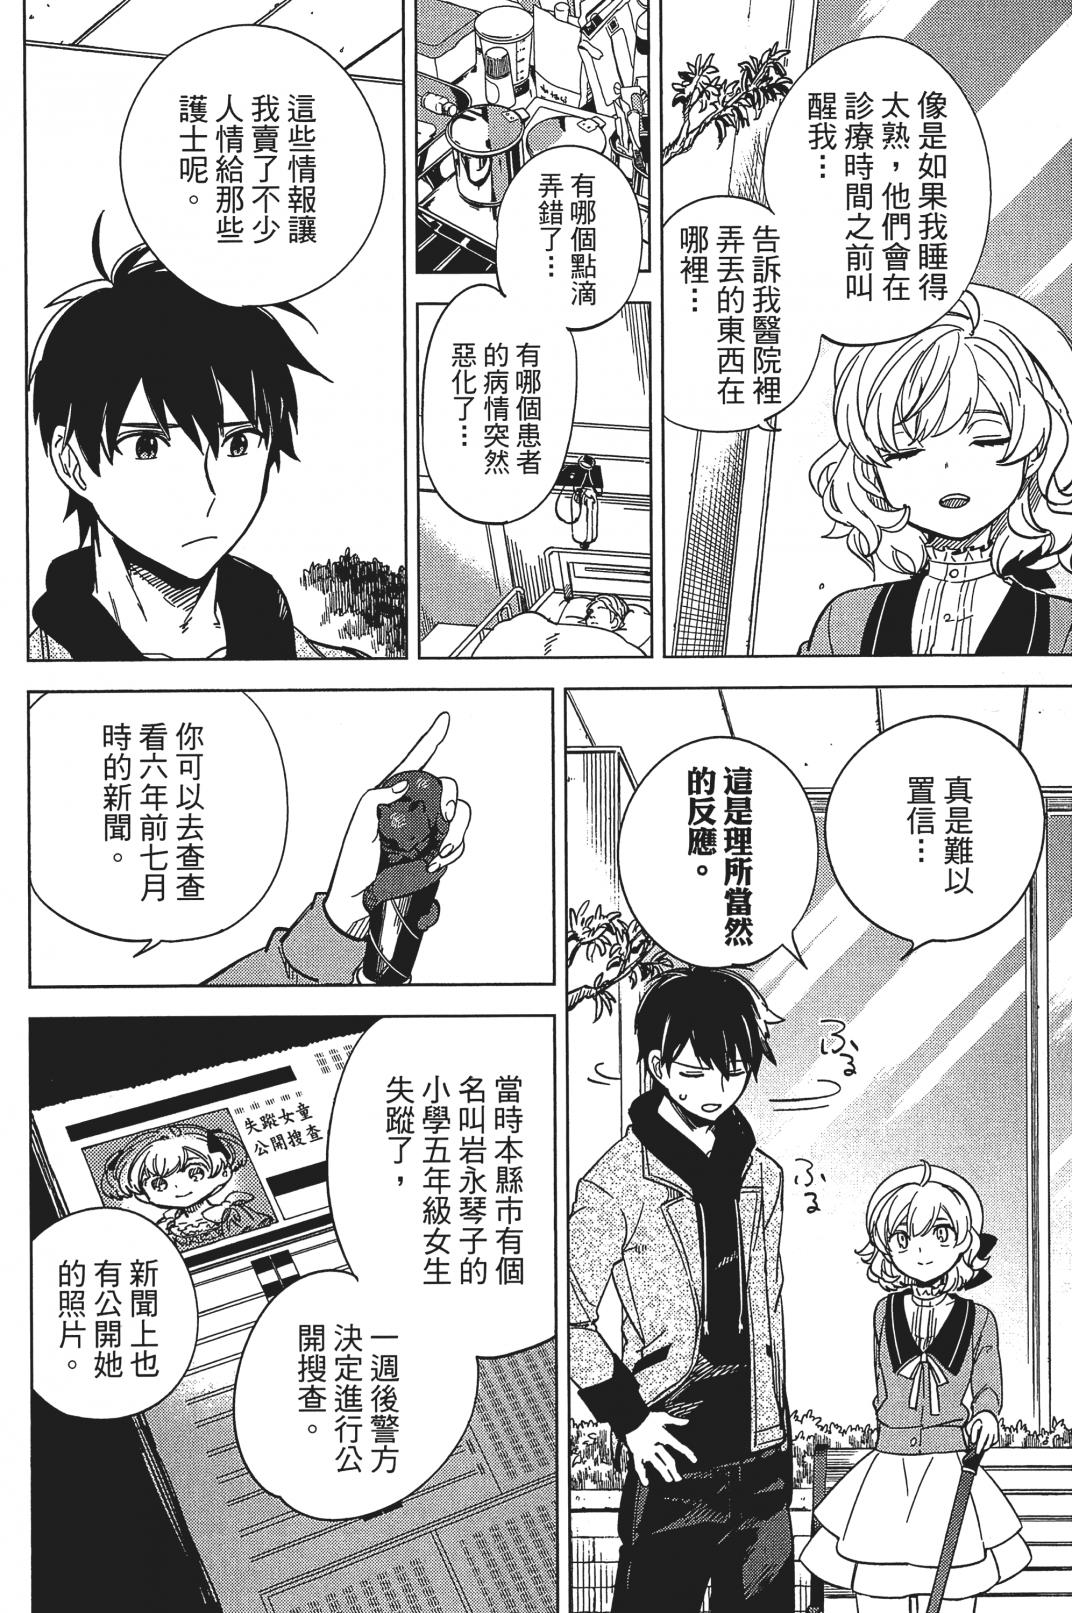 像是如果我睡得
太熟，他們會在
診療時間之前叫
醒我…
告訴我醫院裡
弄丟的東西在
哪裡…
有哪個點滴
弄錯了…
有哪個患者
的病情突然
惡化了…
這些情報讓
我賣了不少
人情給那些
護士呢。
真是難以
置信…
這是理所當然
的反應。
ふる
ふる
你可以去查查
看六年前七月
時的新聞。
當時本縣市有個
名叫岩永琴子的
小學五年級女生
失蹤了，
一週後警方
決定進行公
開搜查。
失蹤女童
公開搜查
新聞上也
有公開她
的照片。